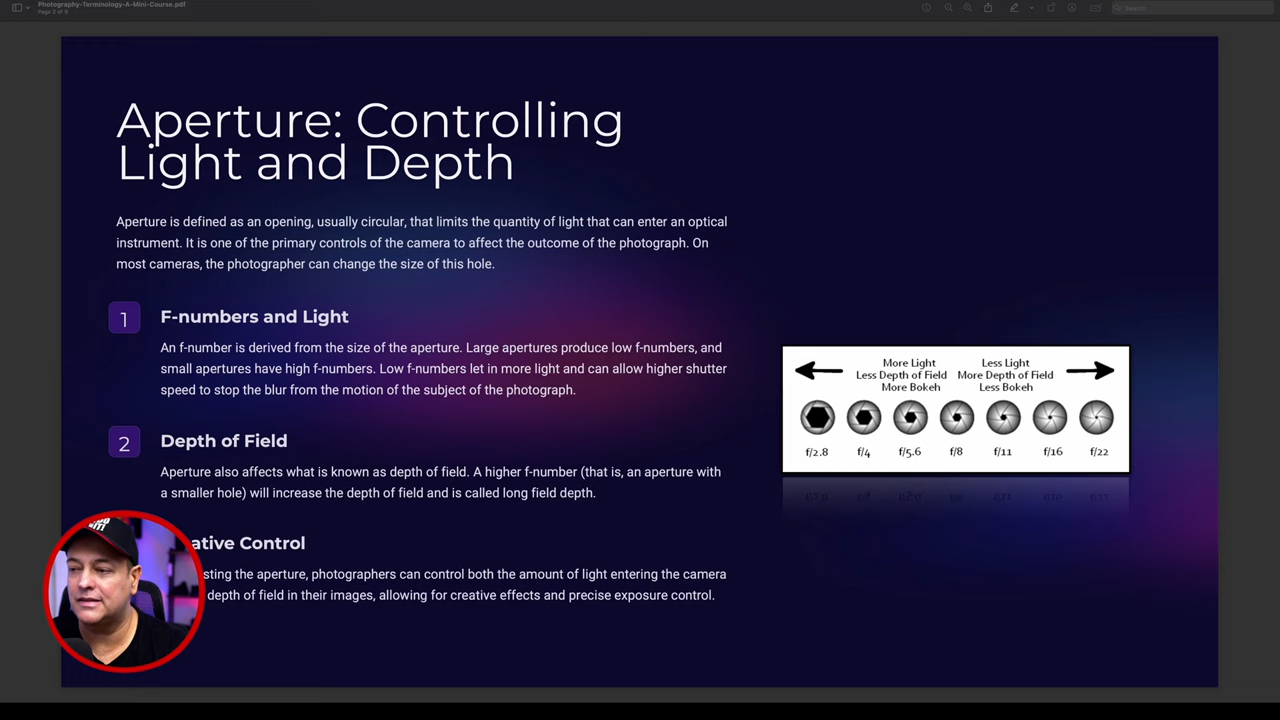 Photography-Terminology-A-Mini-Course.pdf
Page 2 of 9
Search
Aperture: Controlling
Light and Depth
Aperture is defined as an opening, usually circular, that limits the quantity of light that can enter an optical
instrument. It is one of the primary controls of the camera to affect the outcome of the photograph. On
most cameras, the photographer can change the size of this hole.
1
F-numbers and Light
An f-number is derived from the size of the aperture. Large apertures produce low f-numbers, and
small apertures have high f-numbers. Low f-numbers let in more light and can allow higher shutter
speed to stop the blur from the motion of the subject of the photograph.
2
Depth of Field
Aperture also affects what is known as depth of field. A higher f-number (that is, an aperture with
a smaller hole) will increase the depth of field and is called long field depth.
ative Control
sting the aperture, photographers can control both the amount of light entering the camera
depth of field in their images, allowing for creative effects and precise exposure control.
More Light
Less Depth of Field
More Bokeh
Less Light
More Depth of Field
Less Bokeh
f/2.8 f/4 f/5.6 f/8 f/11 f/16 f/22